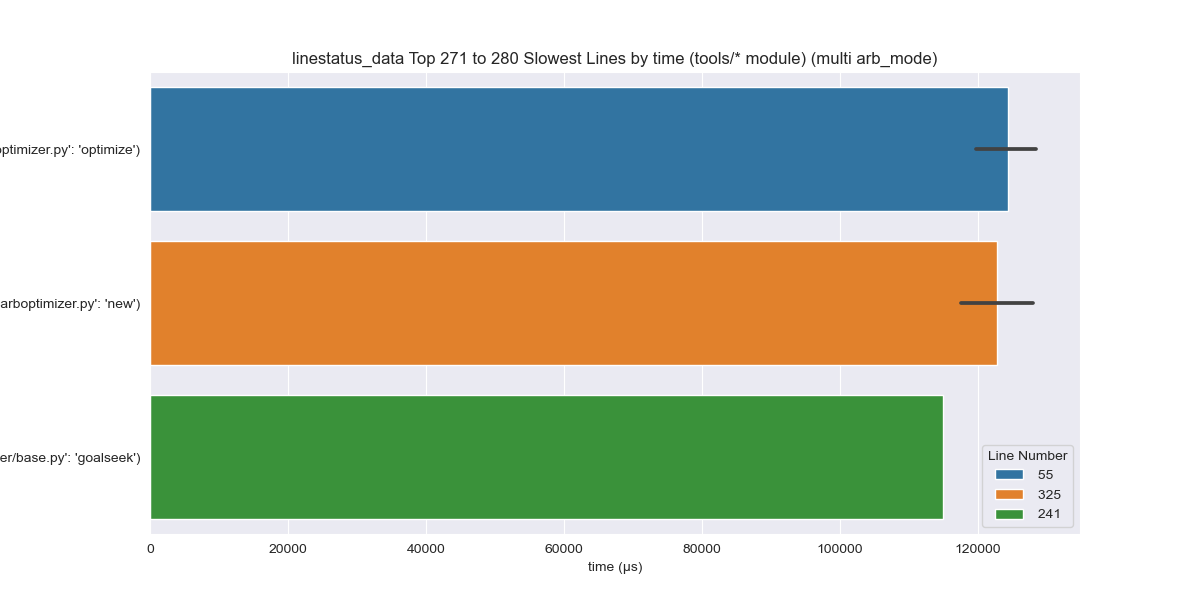 linestatus_data Top 271 to 280 Slowest Lines by time (tools/* module) (multi arb_mode)
optimizer.py': 'optimize')
arboptimizer.py': 'new')
er/base.py': 'goalseek')
Line Number
55
325
241
0 20000 40000 60000 80000 100000 120000
time (µs)